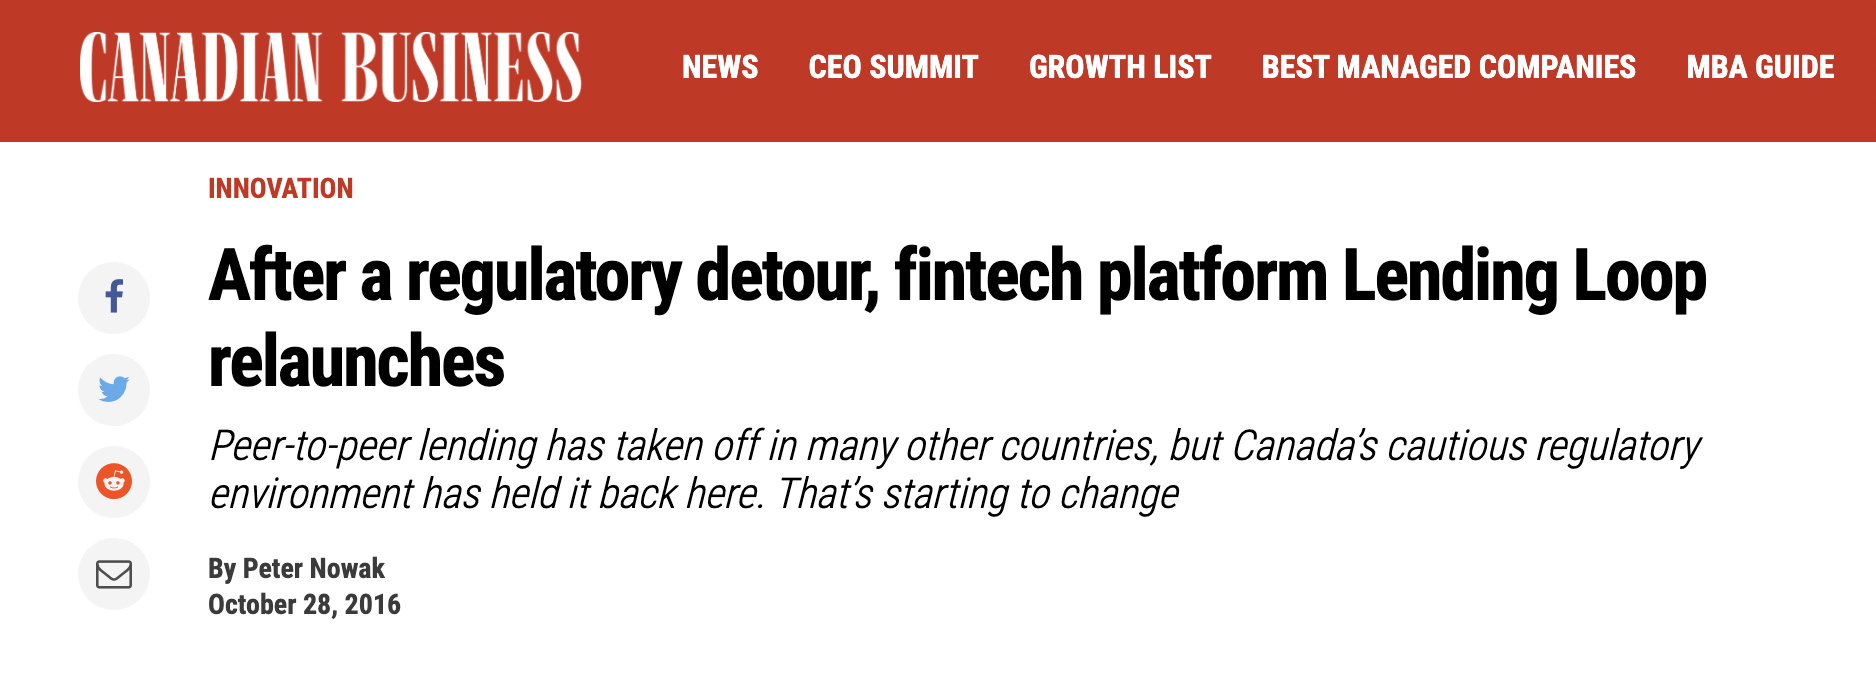 CANADIAN BUSINESS
NEWS CEO SUMMIT GROWTH LIST BEST MANAGED COMPANIES MBA GUIDE
INNOVATION
After a regulatory detour, fintech platform Lending Loop
relaunches
Peer-to-peer lending has taken off in many other countries, but Canada’s cautious regulatory
environment has held it back here. That’s starting to change
By Peter Nowak
October 28, 2016